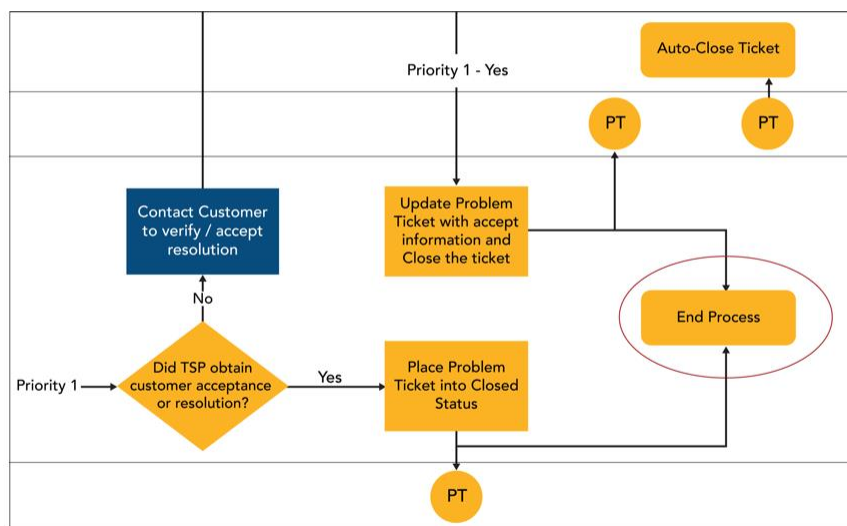 Auto-Close Ticket
Priority 1 - Yes
PT
PT
Contact Customer
to verify / accept
resolution
Update Problem
Ticket with accept
information and
Close the ticket
No
End Process
Did TSP obtain
customer acceptance
or resolution?
Priority 1
Yes
Place Problem
Ticket into Closed
Status
PT